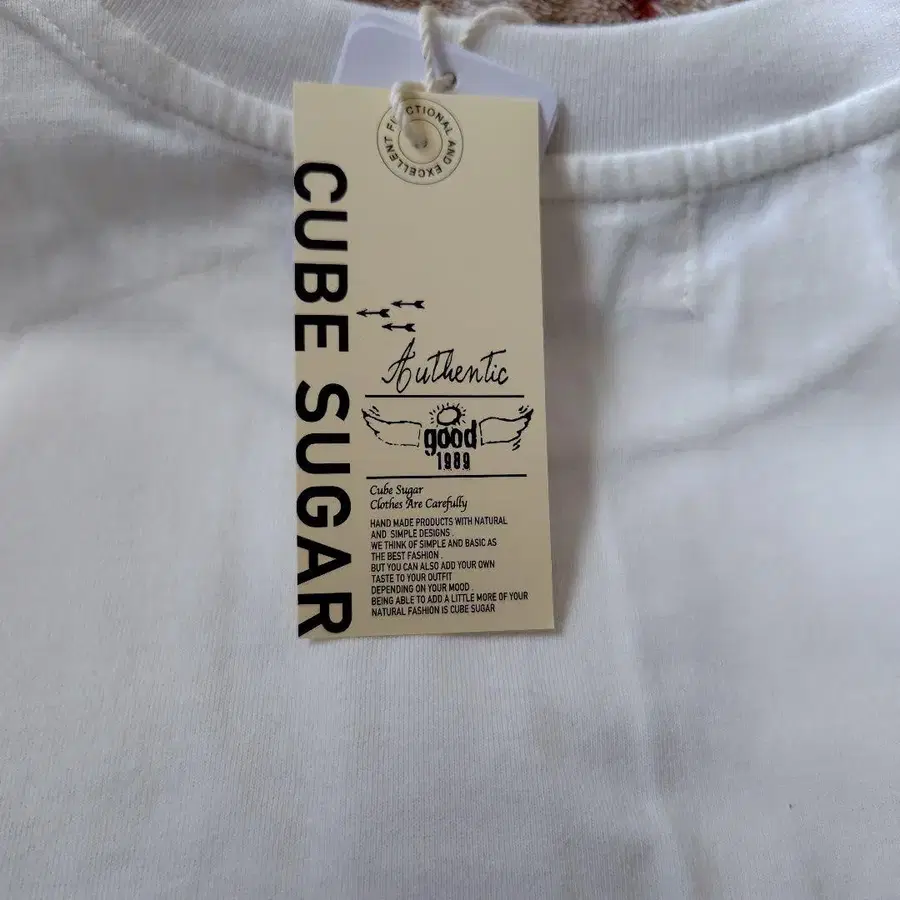 FUNCTIONAL AND EXCELLENT
CUBE SUGAR
Authentic
good
1989
Cube Sugar
Clothes Are Carefully
HAND MADE PRODUCTS WITH NATURAL
AND SIMPLE DESIGNS .
WE THINK OF SIMPLE AND BASIC AS
THE BEST FASHION .
BUT YOU CAN ALSO ADD YOUR OWN
TASTE TO YOUR OUTFIT
DEPENDING ON YOUR MOOD .
BEING ABLE TO ADD A LITTLE MORE OF YOUR
NATURAL FASHION IS CUBE SUGAR